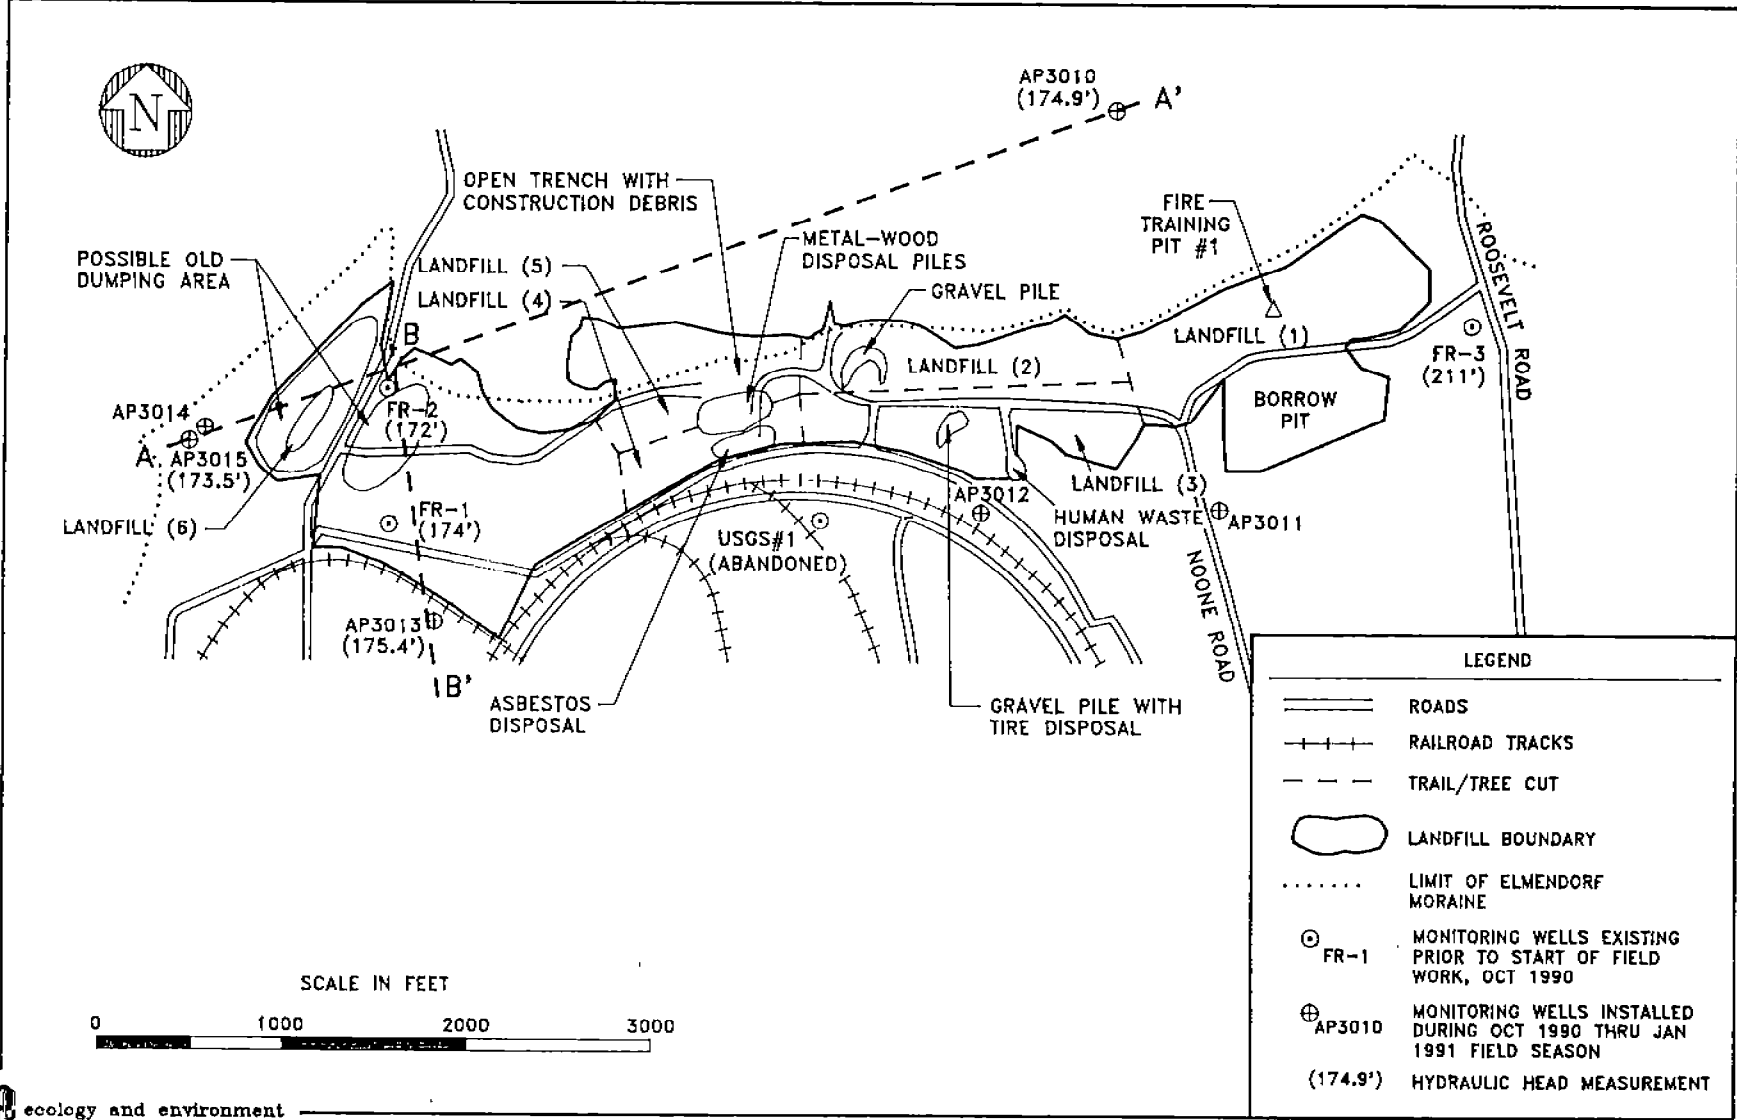 N
AP3010
(174.9')
A'
OPEN TRENCH WITH
CONSTRUCTION DEBRIS
FIRE
TRAINING
PIT #1
METAL-WOOD
DISPOSAL PILES
POSSIBLE OLD
DUMPING AREA
LANDFILL (5)
LANDFILL (4)
GRAVEL PILE
ROOSEVELT ROAD
B
LANDFILL (1)
LANDFILL (2)
FR-3
(211')
BORROW
PIT
AP3014
FR-2
(172')
A
AP3015
(173.5')
LANDFILL (6)
FR-1
(174')
AP3012
LANDFILL (3)
HUMAN WASTE
DISPOSAL
AP3011
USGS#1
(ABANDONED)
NOONE ROAD
AP3013
(175.4')
B'
ASBESTOS
DISPOSAL
GRAVEL PILE WITH
TIRE DISPOSAL
LEGEND
ROADS
RAILROAD TRACKS
TRAIL/TREE CUT
LANDFILL BOUNDARY
LIMIT OF ELMENDORF
MORAINE
FR-1
MONITORING WELLS EXISTING
PRIOR TO START OF FIELD
WORK, OCT 1990
AP3010
MONITORING WELLS INSTALLED
DURING OCT 1990 THRU JAN
1991 FIELD SEASON
(174.9') HYDRAULIC HEAD MEASUREMENT
SCALE IN FEET
0 1000 2000 3000
ecology and environment